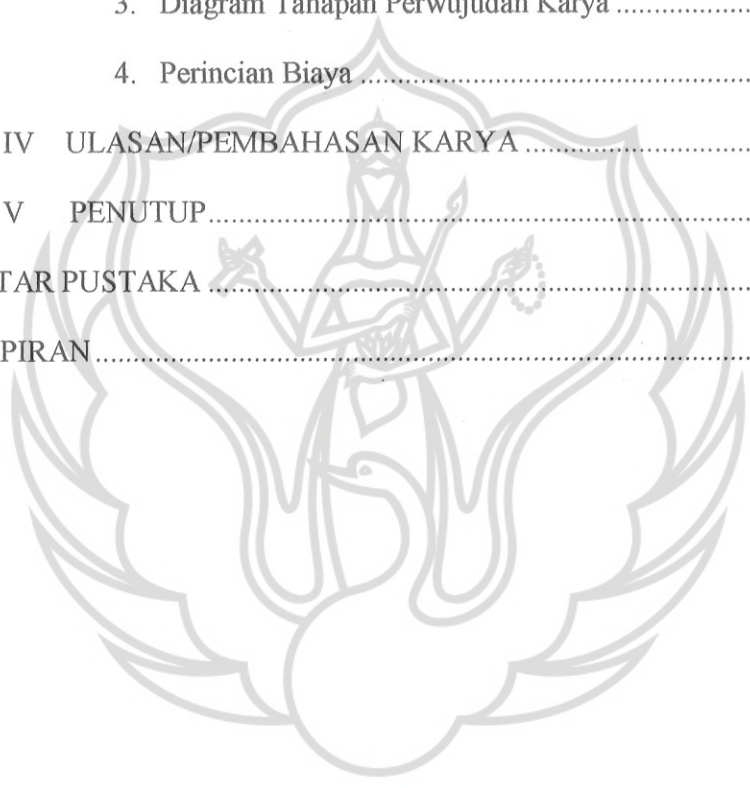 3. Diagram Tahapan Perwujudan Karya ....................
4. Perincian Biaya ............................................................
IV ULASAN/PEMBAHASAN KARYA .............................
V PENUTUP..................................................................................
TAR PUSTAKA ..................................................................................
PIRAN..................................................................................................